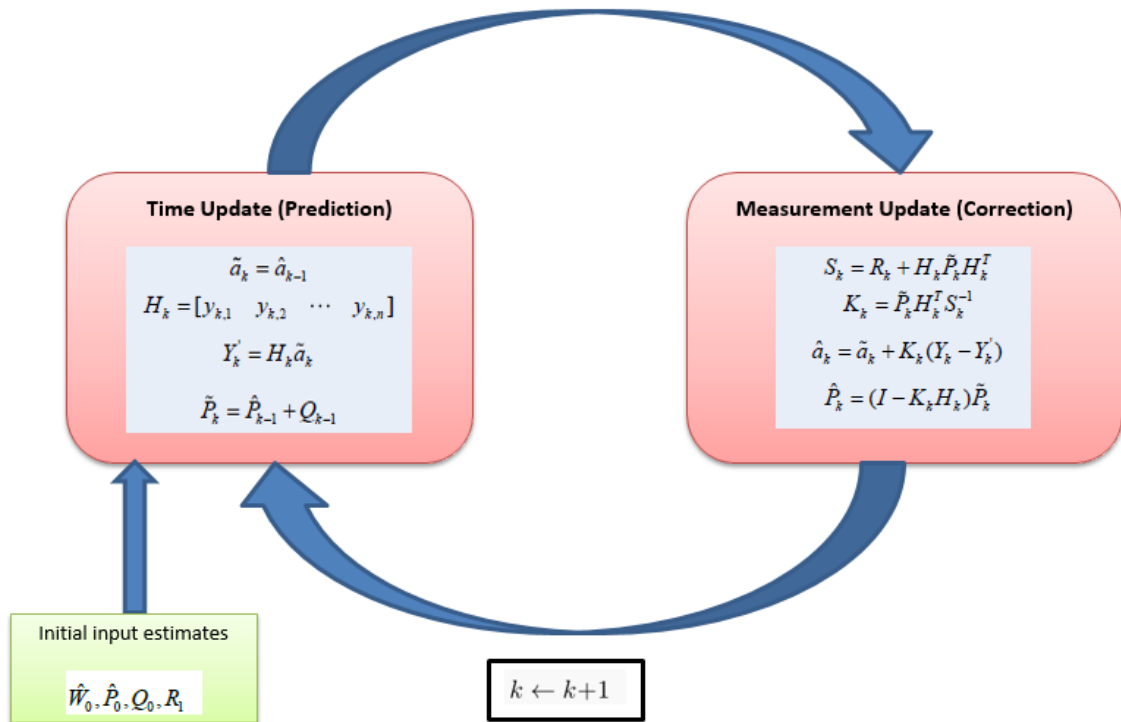 Time Update (Prediction)
ã_k = â_{k−1}
H_k = [y_{k,1} y_{k,2} ⋯ y_{k,n}]
Y_k^' = H_k ã_k
P̃_k = P̂_{k−1} + Q_{k−1}
Measurement Update (Correction)
S_k = R_k + H_k P̃_k H_k^T
K_k = P̃_k H_k^T S_k^{−1}
â_k = ã_k + K_k(Y_k − Y_k^')
P̂_k = (I − K_k H_k)P̃_k
Initial input estimates
Ŵ_0, P̂_0, Q_0, R_1
k ← k+1